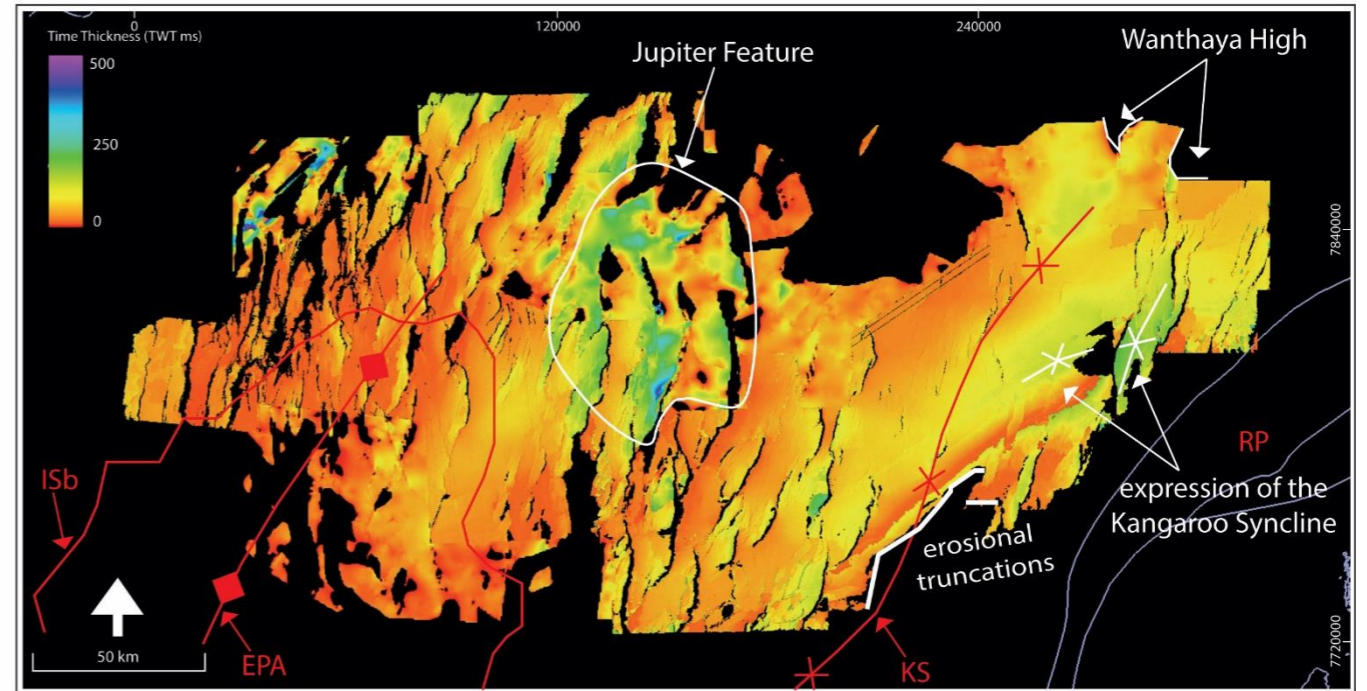 0
120000
240000
Time Thickness (TWT ms)
500
250
0
Jupiter Feature
Wanthaya High
7840000
ISb
RP
expression of the
Kangaroo Syncline
erosional
truncations
50 km
EPA
KS
7720000